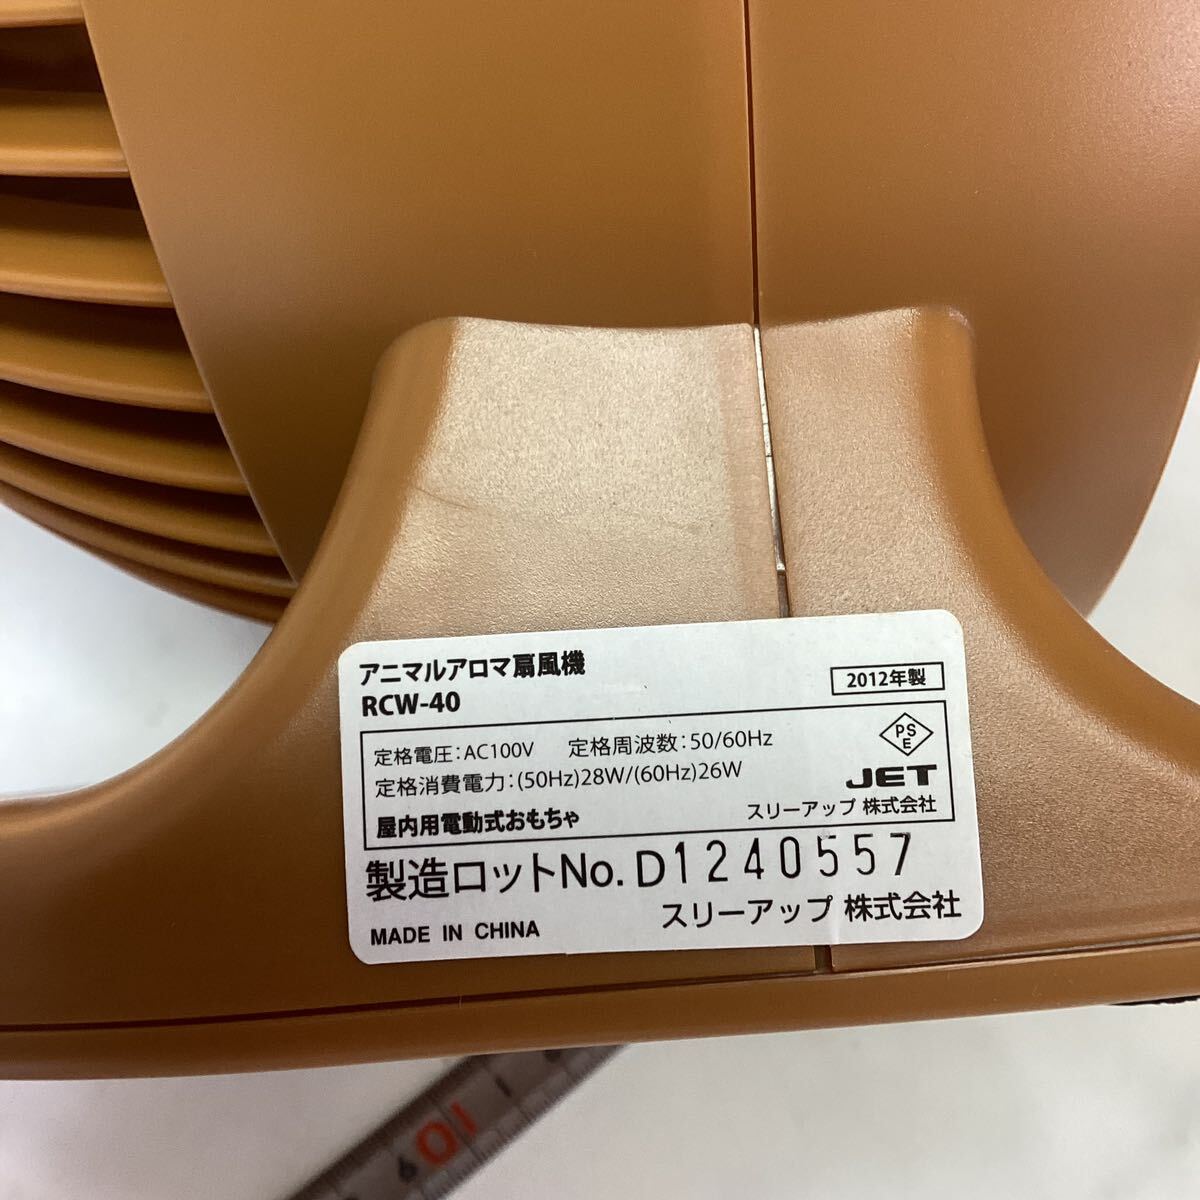 アニマルアロマ扇風機
RCW-40
2012年製
定格電圧:AC100V 定格周波数:50/60Hz
定格消費電力:(50Hz)28W/(60Hz)26W
PS
E
JET
屋内用電動式おもちゃ
スリーアップ 株式会社
製造ロットNo. D1240557
スリーアップ 株式会社
MADE IN CHINA
9 10 1